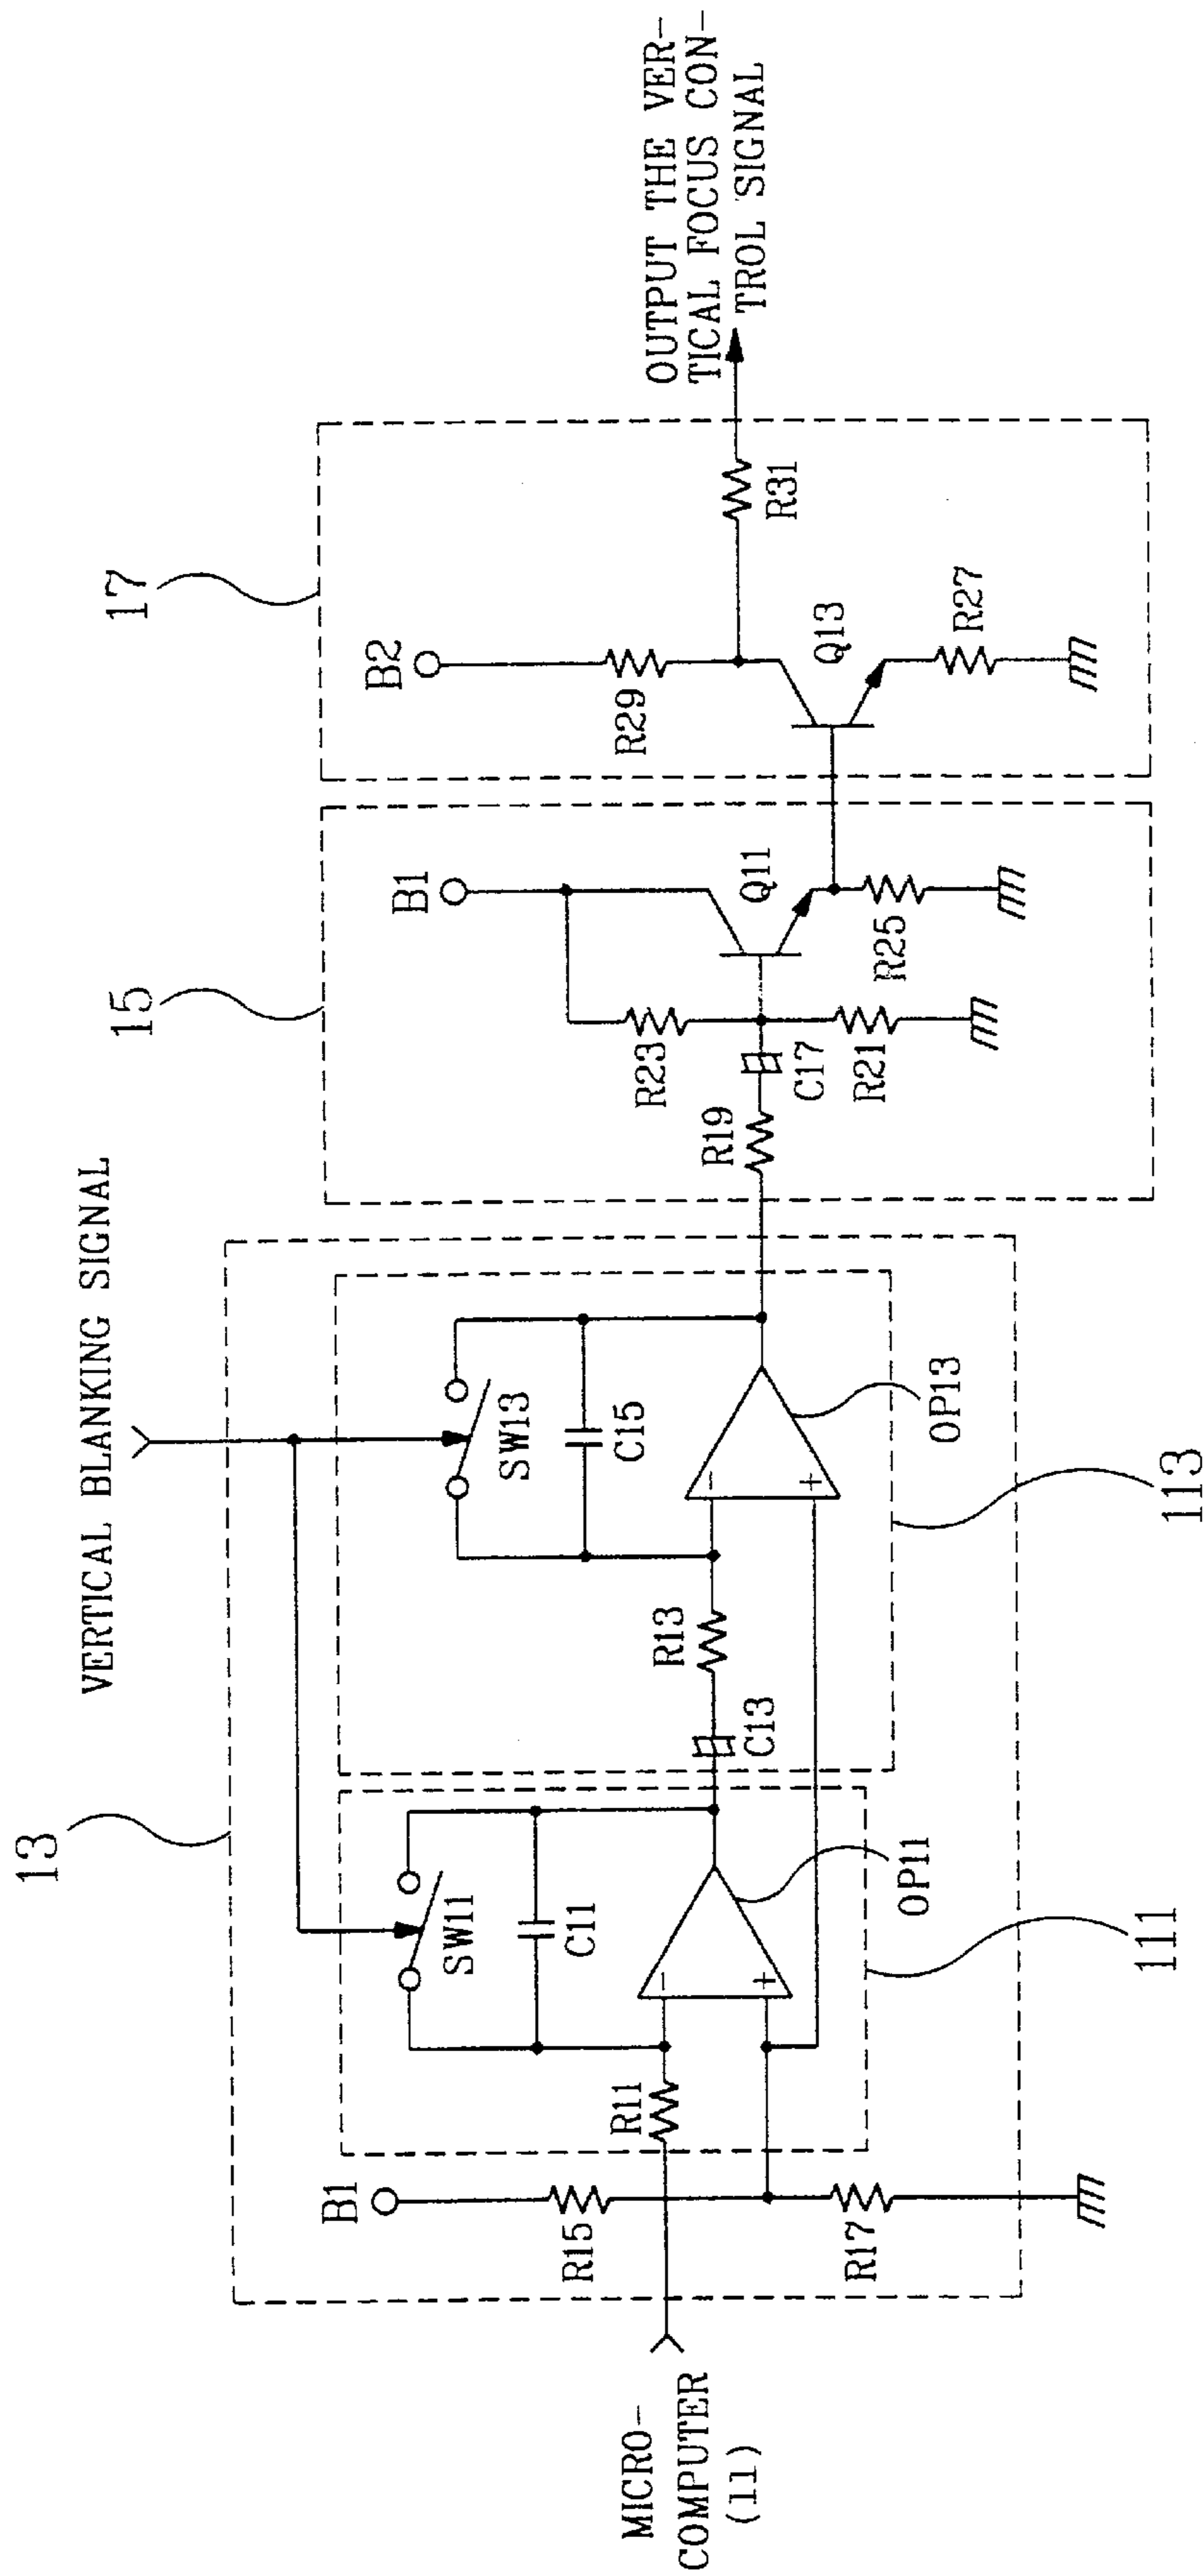 VERTICAL BLANKING SIGNAL
13
15
17
B1
R15
R17
MICRO-
COMPUTER
(11)
R11
SW11
C11
OP11
111
C13
R13
SW13
C15
OP13
113
R19
C17
R23
R21
B1
Q11
R25
B2
R29
Q13
R27
R31
OUTPUT THE VER-
TICAL FOCUS CON-
TROL SIGNAL
-
+
-
+